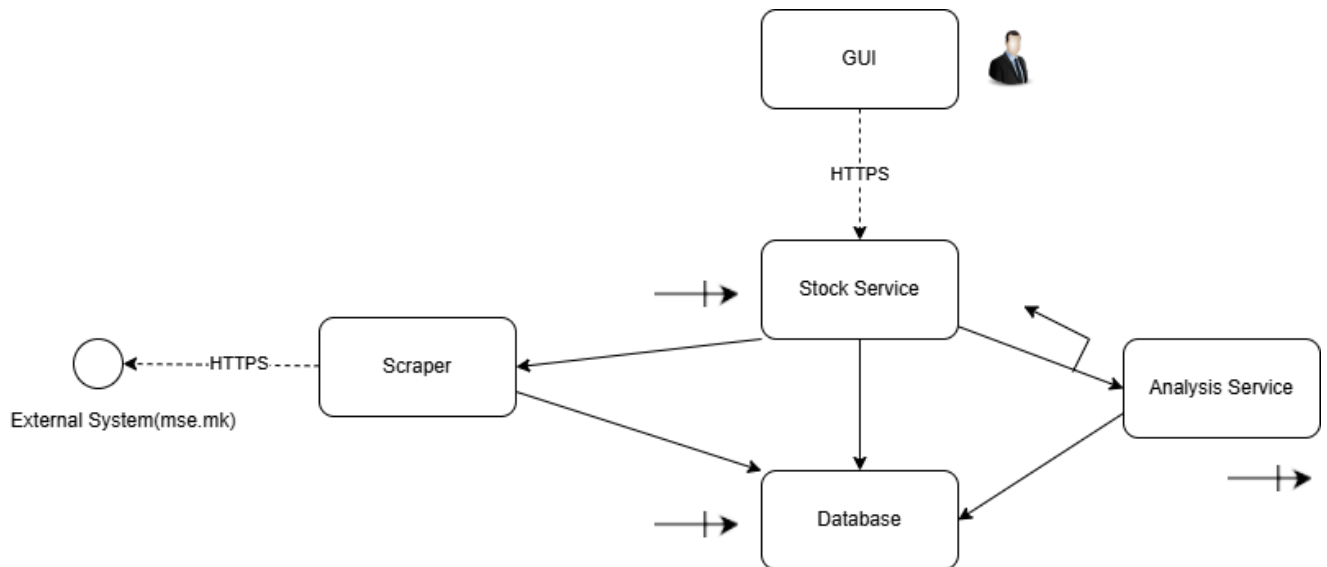 GUI
HTTPS
Stock Service
HTTPS
Scraper
Analysis Service
External System(mse.mk)
Database